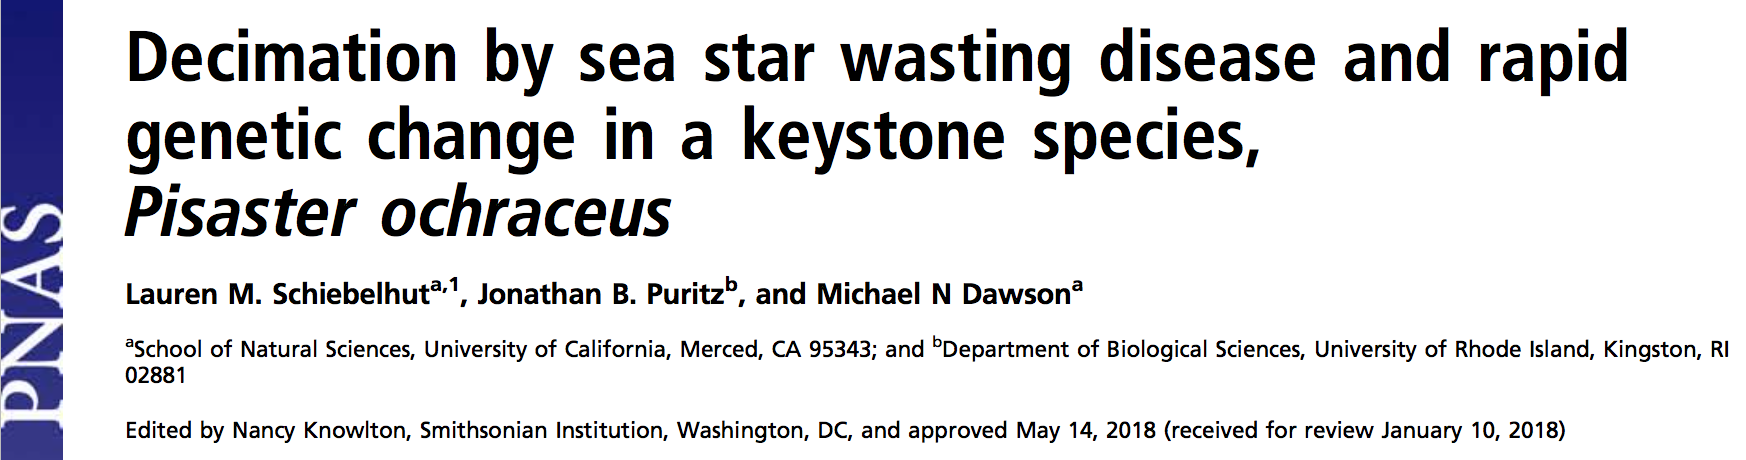 PNAS
Decimation by sea star wasting disease and rapid
genetic change in a keystone species,
Pisaster ochraceus
Lauren M. Schiebelhuta,1, Jonathan B. Puritzb, and Michael N Dawsona
aSchool of Natural Sciences, University of California, Merced, CA 95343; and bDepartment of Biological Sciences, University of Rhode Island, Kingston, RI
02881
Edited by Nancy Knowlton, Smithsonian Institution, Washington, DC, and approved May 14, 2018 (received for review January 10, 2018)